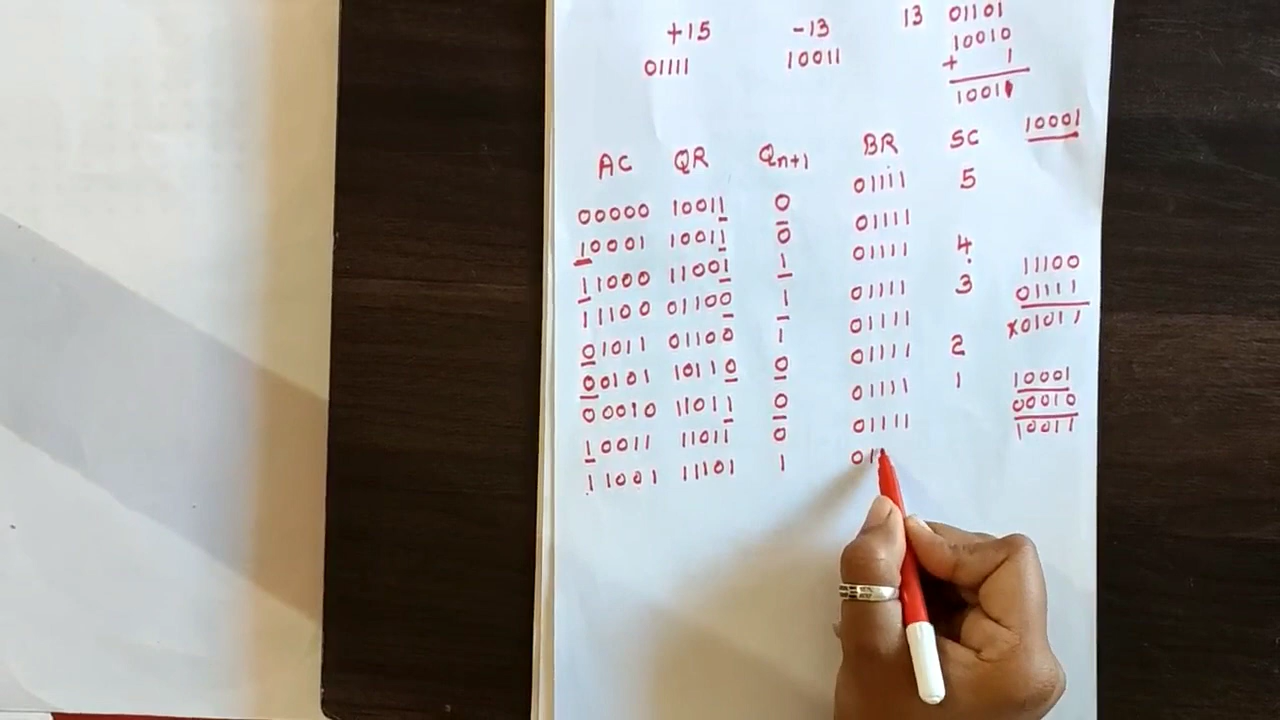 +15 -13 13 01101
01111 10011 10010
+ 1
10011
10001
AC QR Qn+1 BR SC
00000 10011 0 01111 5
10001 10011 0 01111
11000 11001 1 01111 4
11100 01100 1 01111 3
01011 01100 1 01111
00101 10110 0 01111 2
00010 11011 0 01111 1
10011 11011 0 01111
11001 11101 1 01
11100
01111
x01011
10001
00010
10011